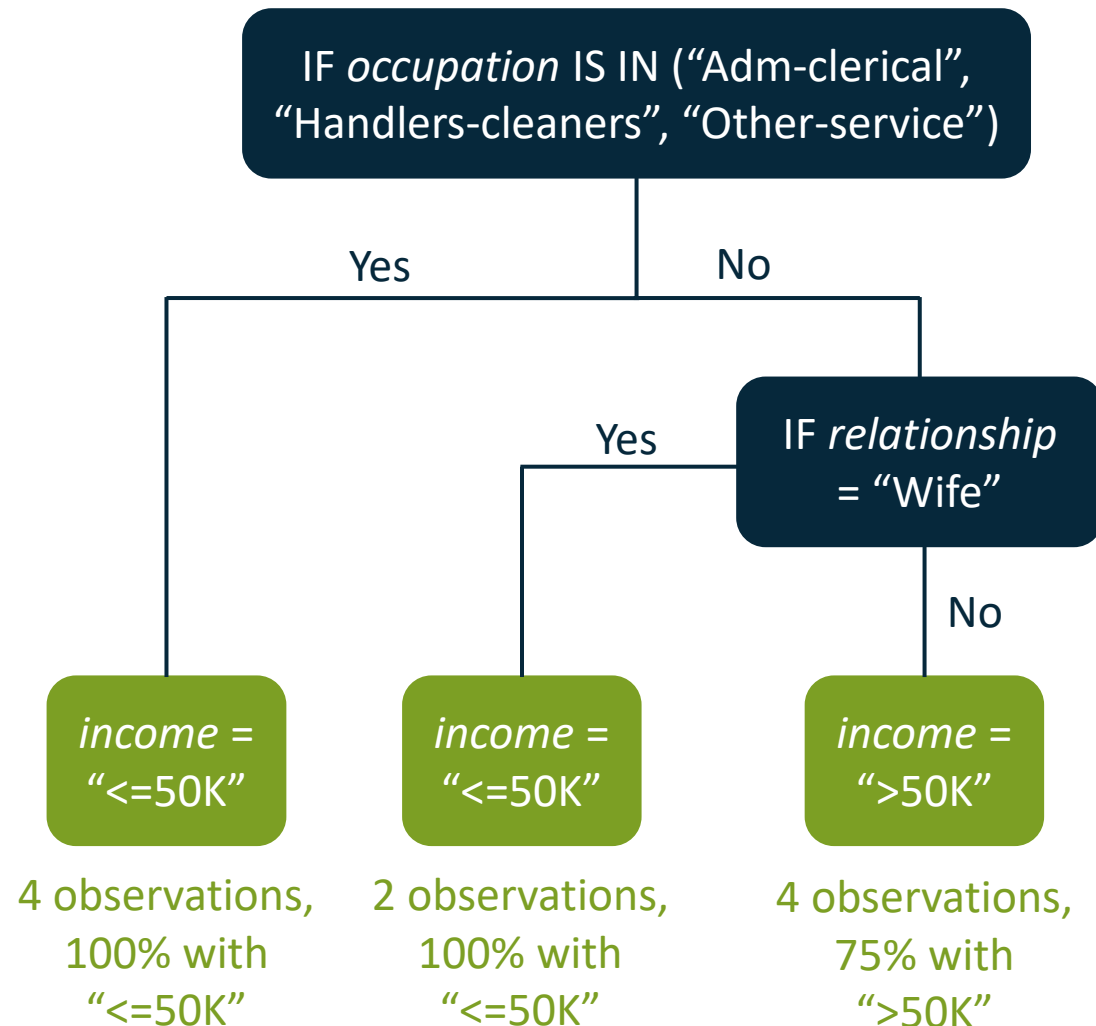 IF occupation IS IN (“Adm-clerical”,
“Handlers-cleaners”, “Other-service”)
Yes
No
Yes
IF relationship
= “Wife”
No
income =
“<=50K”
income =
“<=50K”
income =
“>50K”
4 observations,
100% with
“<=50K”
2 observations,
100% with
“<=50K”
4 observations,
75% with
“>50K”